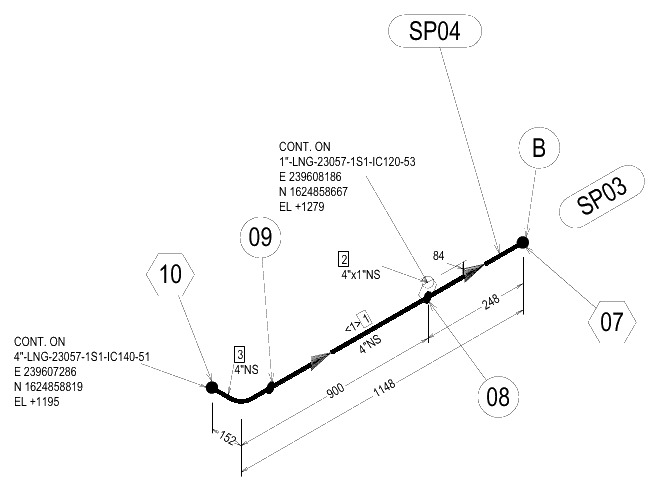 SP04
CONT. ON
1"-LNG-23057-1S1-IC120-53
E 239608186
N 1624858667
EL +1279
B
SP03
09
2
4"x1"NS
84
10
248
07
<1> 1
4"NS
CONT. ON
4"-LNG-23057-1S1-IC140-51
E 239607286
N 1624858819
EL +1195
3
4"NS
900
1148
08
152